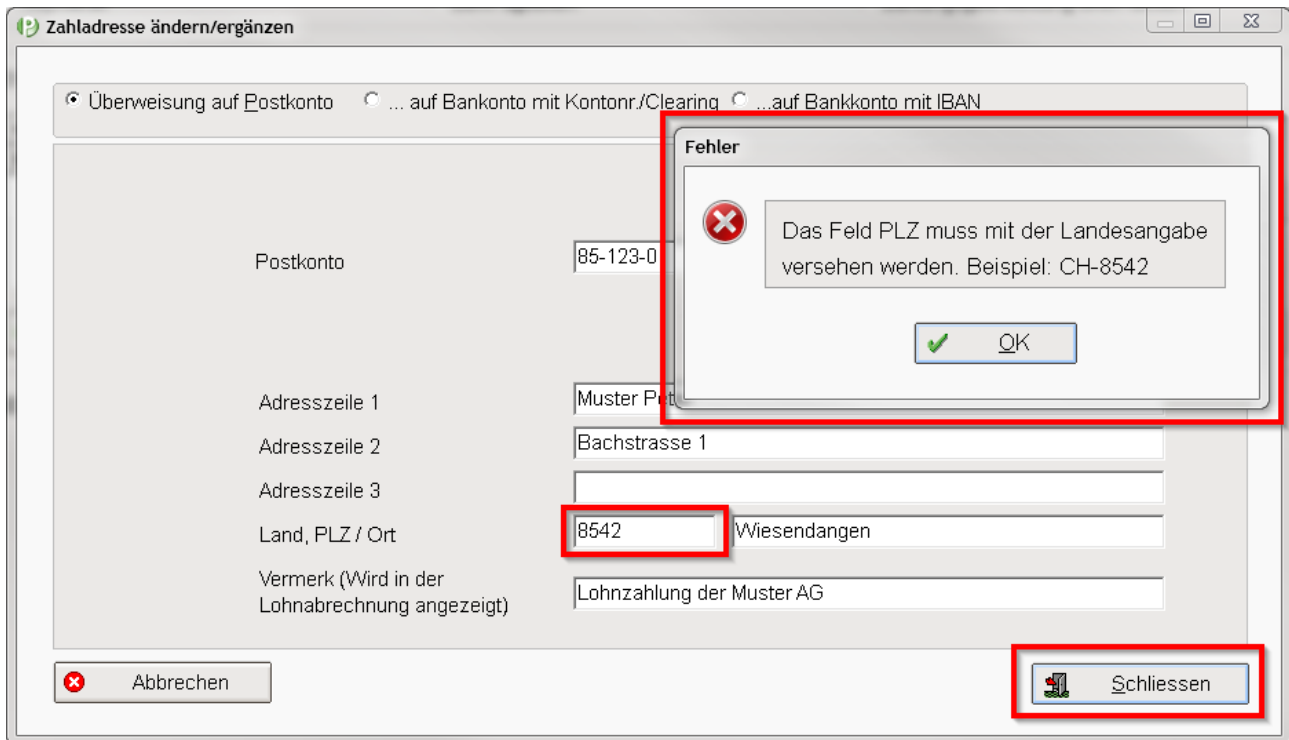 Zahladresse ändern/ergänzen
Überweisung auf Postkonto ... auf Bankonto mit Kontonr./Clearing ...auf Bankkonto mit IBAN
Fehler
Das Feld PLZ muss mit der Landesangabe
versehen werden. Beispiel: CH-8542
OK
Postkonto 85-123-0
Adresszeile 1 Muster Pet
Adresszeile 2 Bachstrasse 1
Adresszeile 3
Land, PLZ / Ort 8542 Wiesendangen
Vermerk (Wird in der
Lohnabrechnung angezeigt) Lohnzahlung der Muster AG
Abbrechen Schliessen